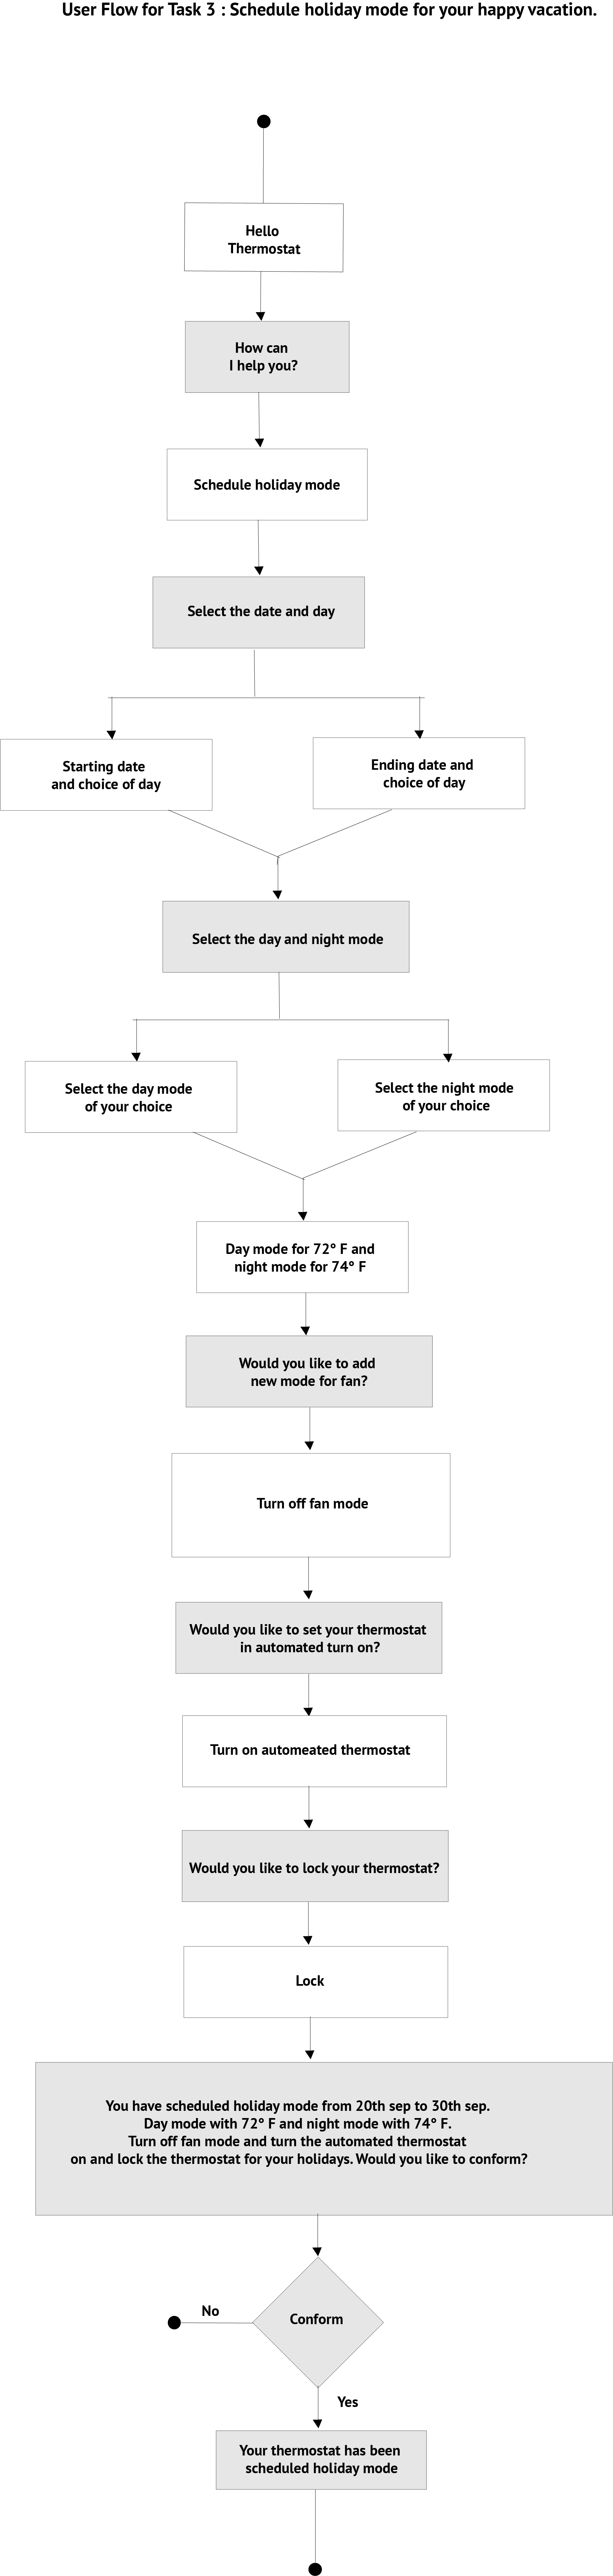 User Flow for Task 3 : Schedule holiday mode for your happy vacation.
Hello
Thermostat
How can
I help you?
Schedule holiday mode
Select the date and day
Starting date
and choice of day
Ending date and
choice of day
Select the day and night mode
Select the day mode
of your choice
Select the night mode
of your choice
Day mode for 72° F and
night mode for 74° F
Would you like to add
new mode for fan?
Turn off fan mode
Would you like to set your thermostat
in automated turn on?
Turn on automeated thermostat
Would you like to lock your thermostat?
Lock
You have scheduled holiday mode from 20th sep to 30th sep.
Day mode with 72° F and night mode with 74° F.
Turn off fan mode and turn the automated thermostat
on and lock the thermostat for your holidays. Would you like to conform?
Conform
No
Yes
Your thermostat has been
scheduled holiday mode